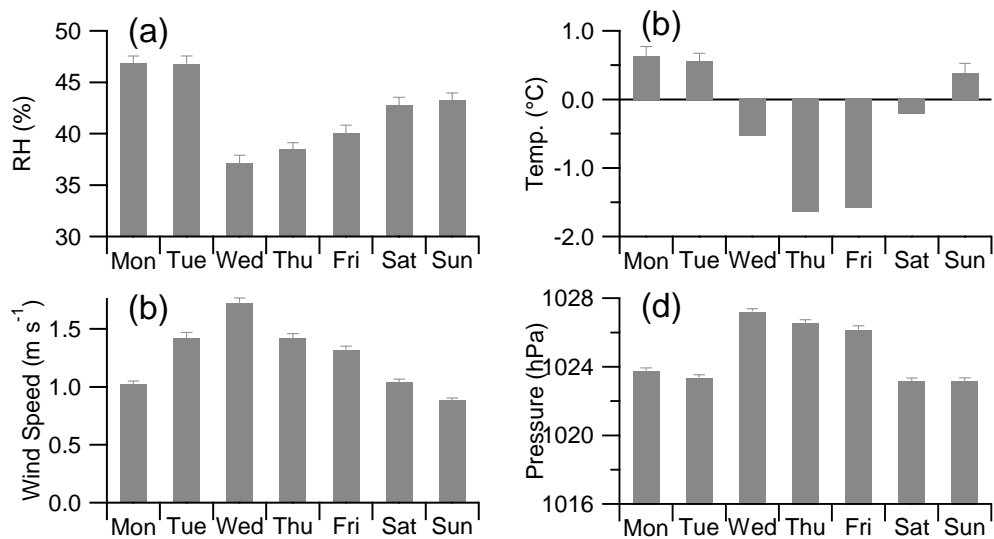 (a)
RH (%)
50
45
40
35
30
Mon Tue Wed Thu Fri Sat Sun
(b)
Temp. (°C)
1.0
0.0
-1.0
-2.0
Mon Tue Wed Thu Fri Sat Sun
(b)
Wind Speed (m s⁻¹)
1.5
1.0
0.5
0.0
Mon Tue Wed Thu Fri Sat Sun
(d)
Pressure (hPa)
1028
1024
1020
1016
Mon Tue Wed Thu Fri Sat Sun